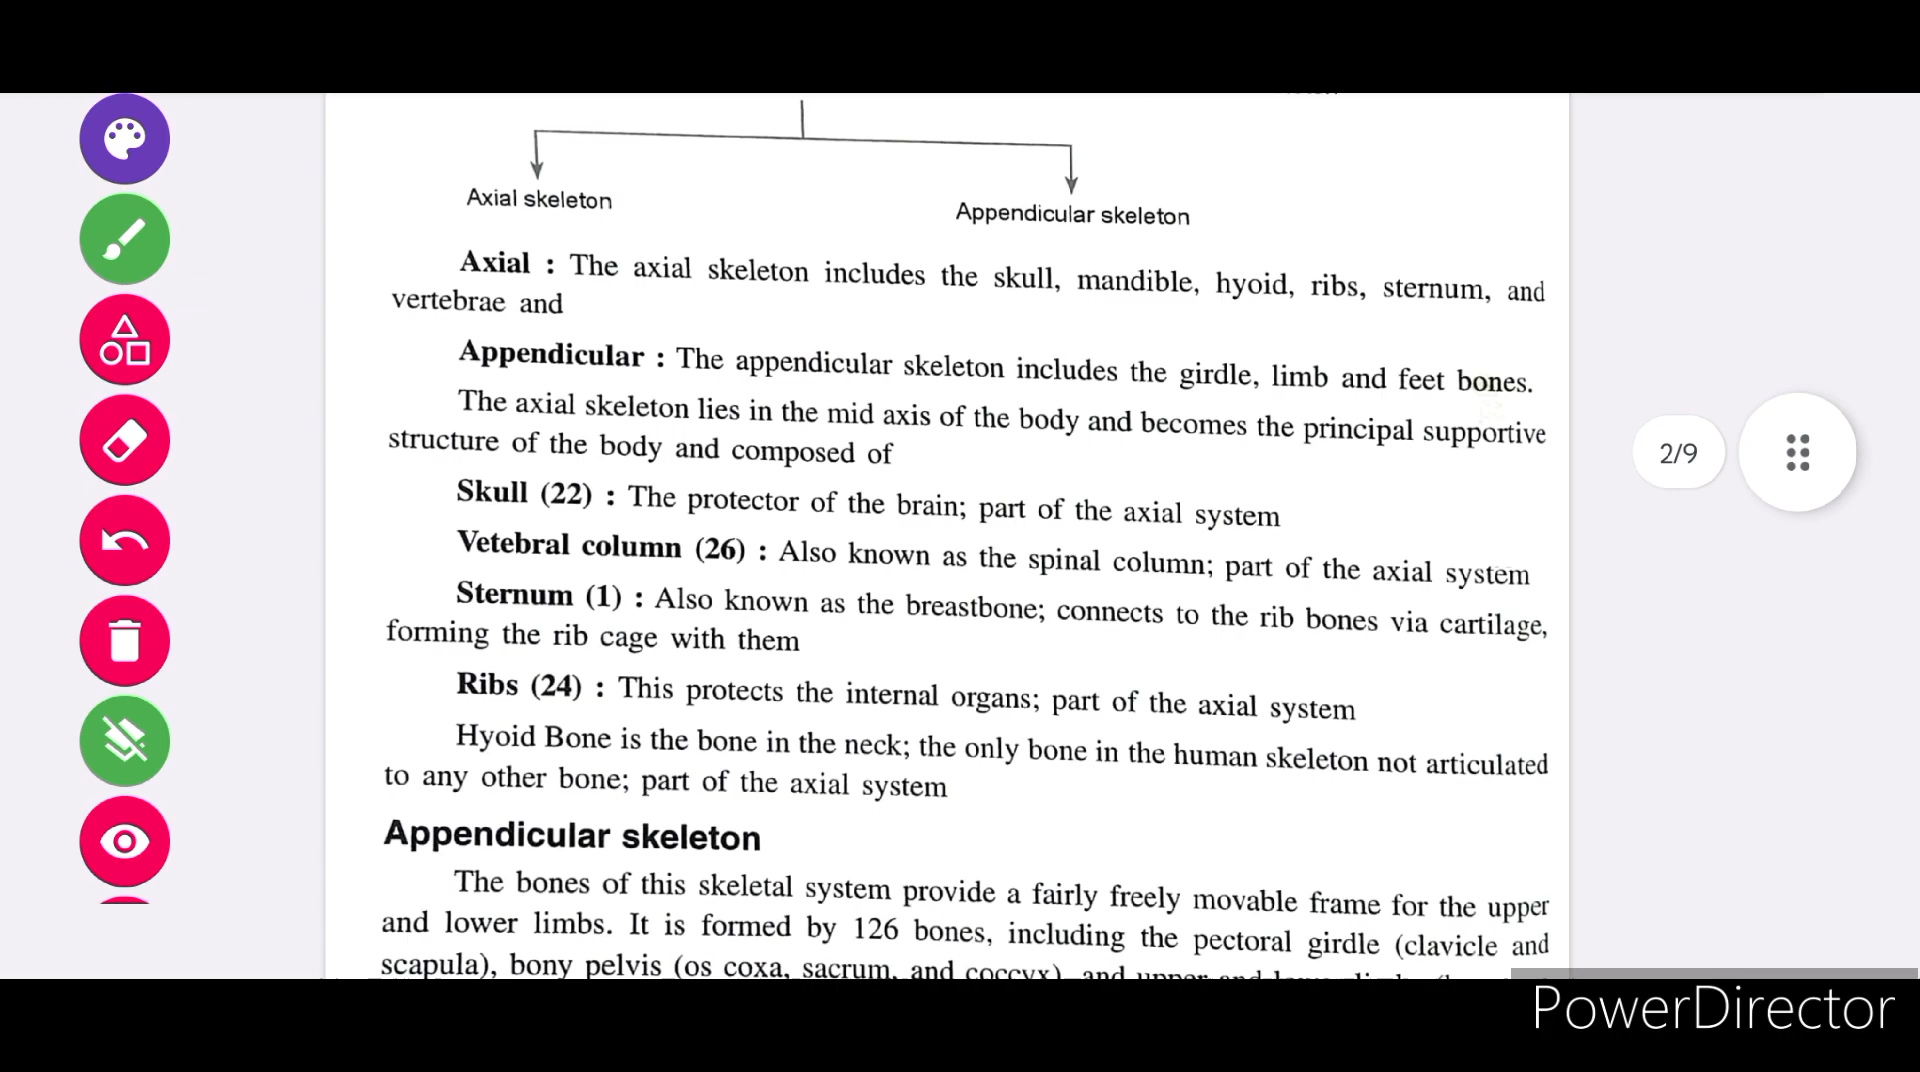 Axial skeleton
Appendicular skeleton
Axial : The axial skeleton includes the skull, mandible, hyoid, ribs, sternum, and
vertebrae and
Appendicular : The appendicular skeleton includes the girdle, limb and feet bones.
The axial skeleton lies in the mid axis of the body and becomes the principal supportive
structure of the body and composed of
Skull (22) : The protector of the brain; part of the axial system
Vetebral column (26) : Also known as the spinal column; part of the axial system
Sternum (1) : Also known as the breastbone; connects to the rib bones via cartilage,
forming the rib cage with them
Ribs (24) : This protects the internal organs; part of the axial system
Hyoid Bone is the bone in the neck; the only bone in the human skeleton not articulated
to any other bone; part of the axial system
Appendicular skeleton
The bones of this skeletal system provide a fairly freely movable frame for the upper
and lower limbs. It is formed by 126 bones, including the pectoral girdle (clavicle and
scapula), bony pelvis (os coxa, sacrum, and coccyx), and upper and
2/9
PowerDirector